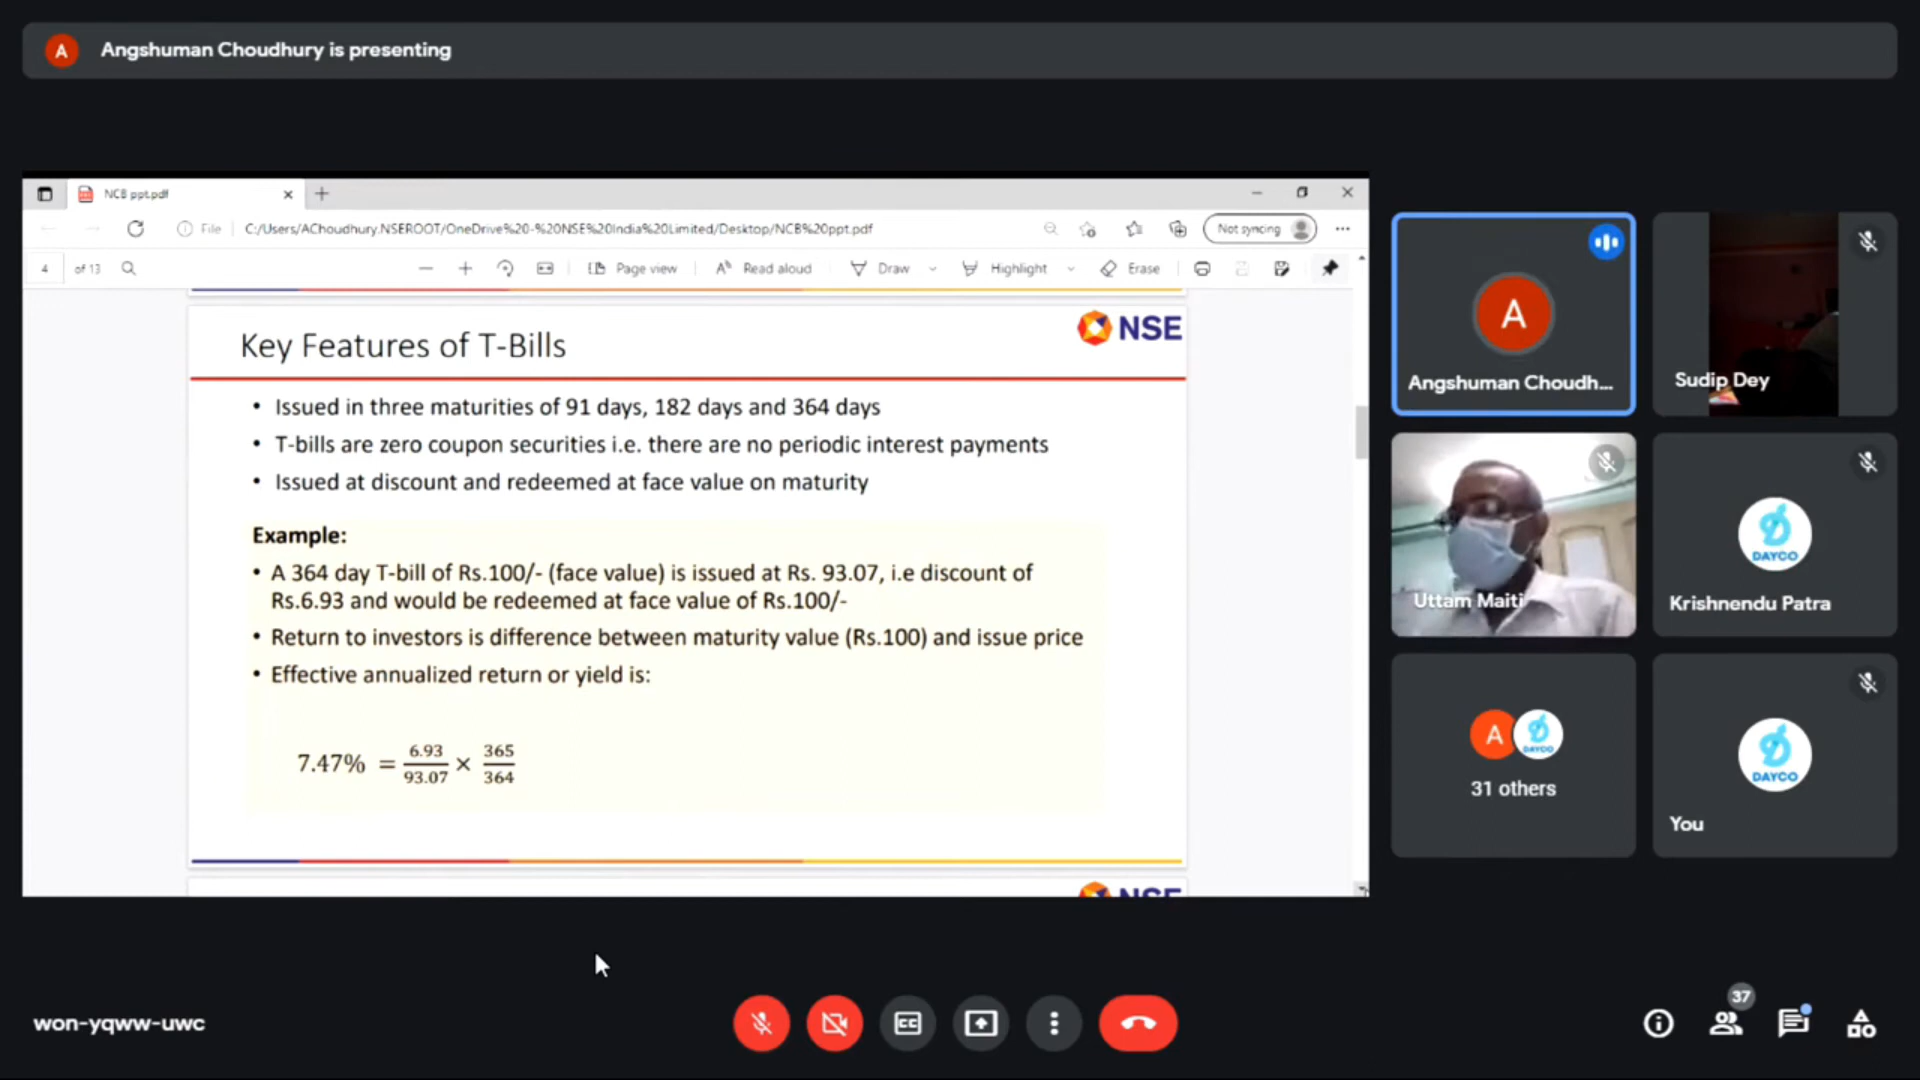 A Angshuman Choudhury is presenting
NCB ppt.pdf
File C:/Users/AChoudhury.NSEROOT/OneDrive%20-%20NSE%20India%20Limited/Desktop/NCB%20ppt.pdf Not syncing
4 of 13 Page view Read aloud Draw Highlight Erase
Key Features of T-Bills
NSE
• Issued in three maturities of 91 days, 182 days and 364 days
• T-bills are zero coupon securities i.e. there are no periodic interest payments
• Issued at discount and redeemed at face value on maturity
Example:
• A 364 day T-bill of Rs.100/- (face value) is issued at Rs. 93.07, i.e discount of
Rs.6.93 and would be redeemed at face value of Rs.100/-
• Return to investors is difference between maturity value (Rs.100) and issue price
• Effective annualized return or yield is:
7.47% = 6.93/93.07 × 365/364
NSE
A
Angshuman Choudh...
Sudip Dey
Uttam Maiti
DAYCO
Krishnendu Patra
A DAYCO
31 others
DAYCO
You
won-yqww-uwc
CC
37